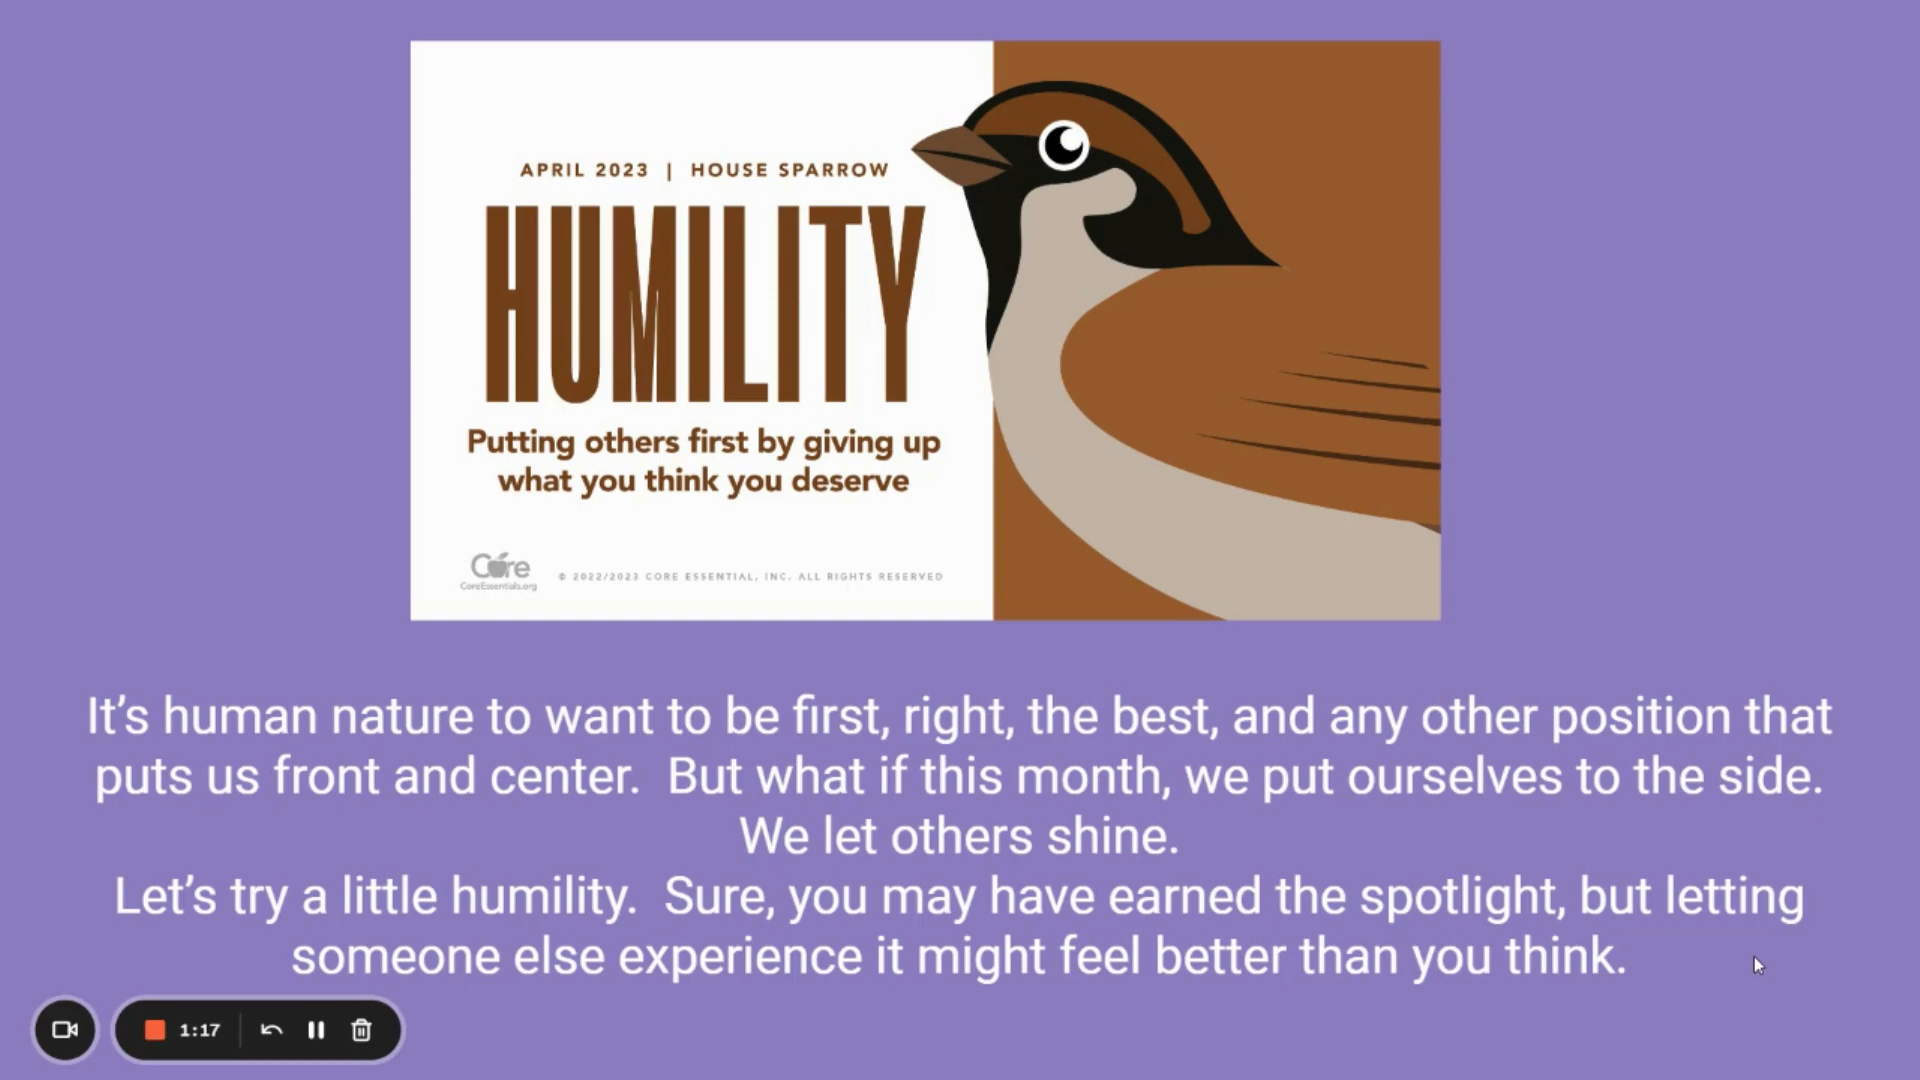 APRIL 2023 | HOUSE SPARROW
HUMILITY
Putting others first by giving up
what you think you deserve
Core
CoreEssentials.org
© 2022/2023 CORE ESSENTIAL, INC. ALL RIGHTS RESERVED
It’s human nature to want to be first, right, the best, and any other position that
puts us front and center.  But what if this month, we put ourselves to the side.
We let others shine.
Let’s try a little humility.  Sure, you may have earned the spotlight, but letting
someone else experience it might feel better than you think.
1:17